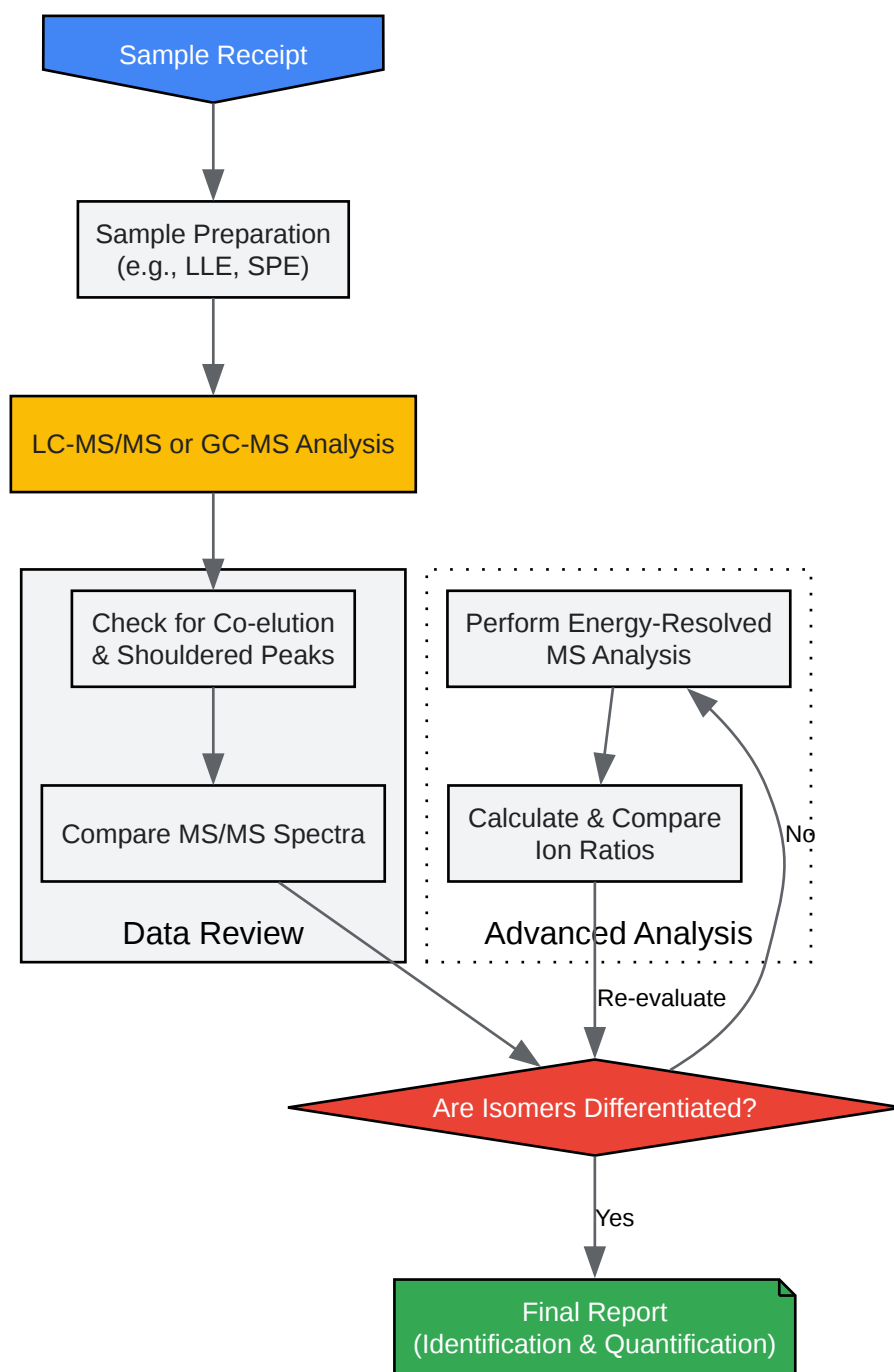 Sample Receipt
Sample Preparation
(e.g., LLE, SPE)
LC-MS/MS or GC-MS Analysis
Check for Co-elution
& Shouldered Peaks
Compare MS/MS Spectra
Data Review
Perform Energy-Resolved
MS Analysis
Calculate & Compare
Ion Ratios
Advanced Analysis
No
Re-evaluate
Are Isomers Differentiated?
Yes
Final Report
(Identification & Quantification)